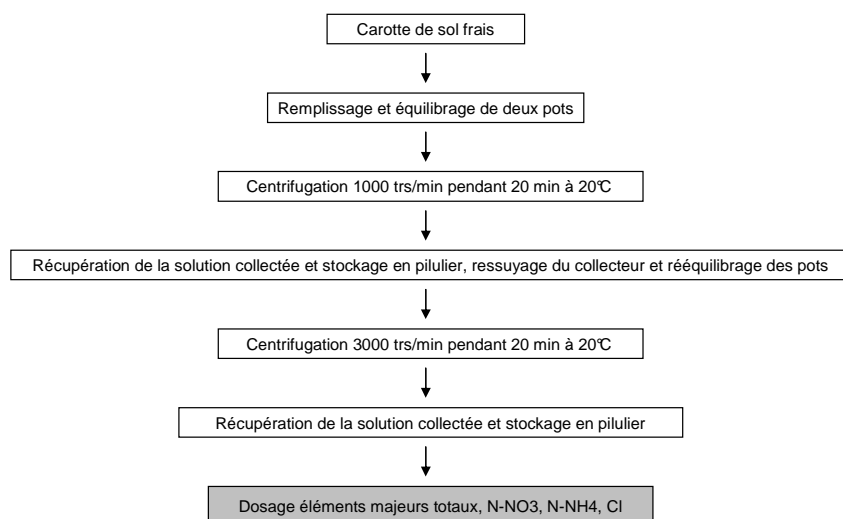 Carotte de sol frais
Remplissage et équilibrage de deux pots
Centrifugation 1000 trs/min pendant 20 min à 20°C
Récupération de la solution collectée et stockage en pilulier, ressuyage du collecteur et rééquilibrage des pots
Centrifugation 3000 trs/min pendant 20 min à 20°C
Récupération de la solution collectée et stockage en pilulier
Dosage éléments majeurs totaux, N-NO3, N-NH4, Cl